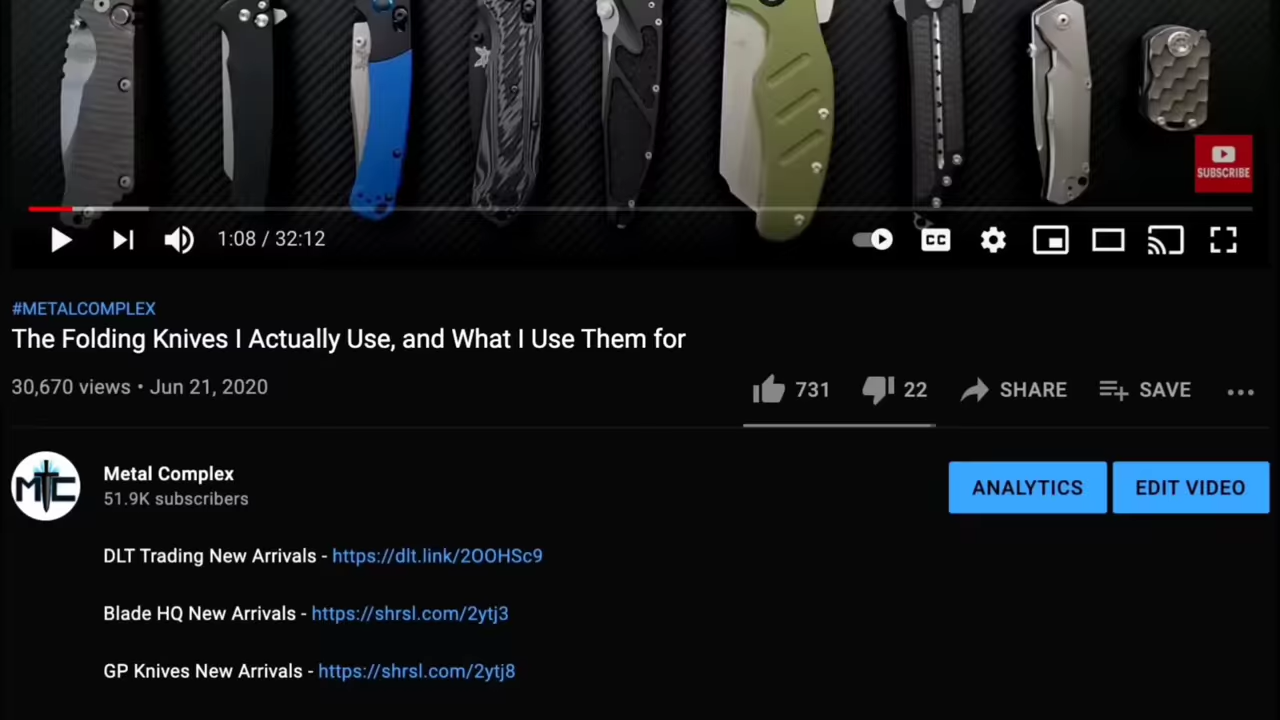 SUBSCRIBE
1:08 / 32:12
CC
#METALCOMPLEX
The Folding Knives I Actually Use, and What I Use Them for
30,670 views • Jun 21, 2020
731
22
SHARE
SAVE
MTC
Metal Complex
51.9K subscribers
ANALYTICS
EDIT VIDEO
DLT Trading New Arrivals - https://dlt.link/2OOHSc9
Blade HQ New Arrivals - https://shrsl.com/2ytj3
GP Knives New Arrivals - https://shrsl.com/2ytj8